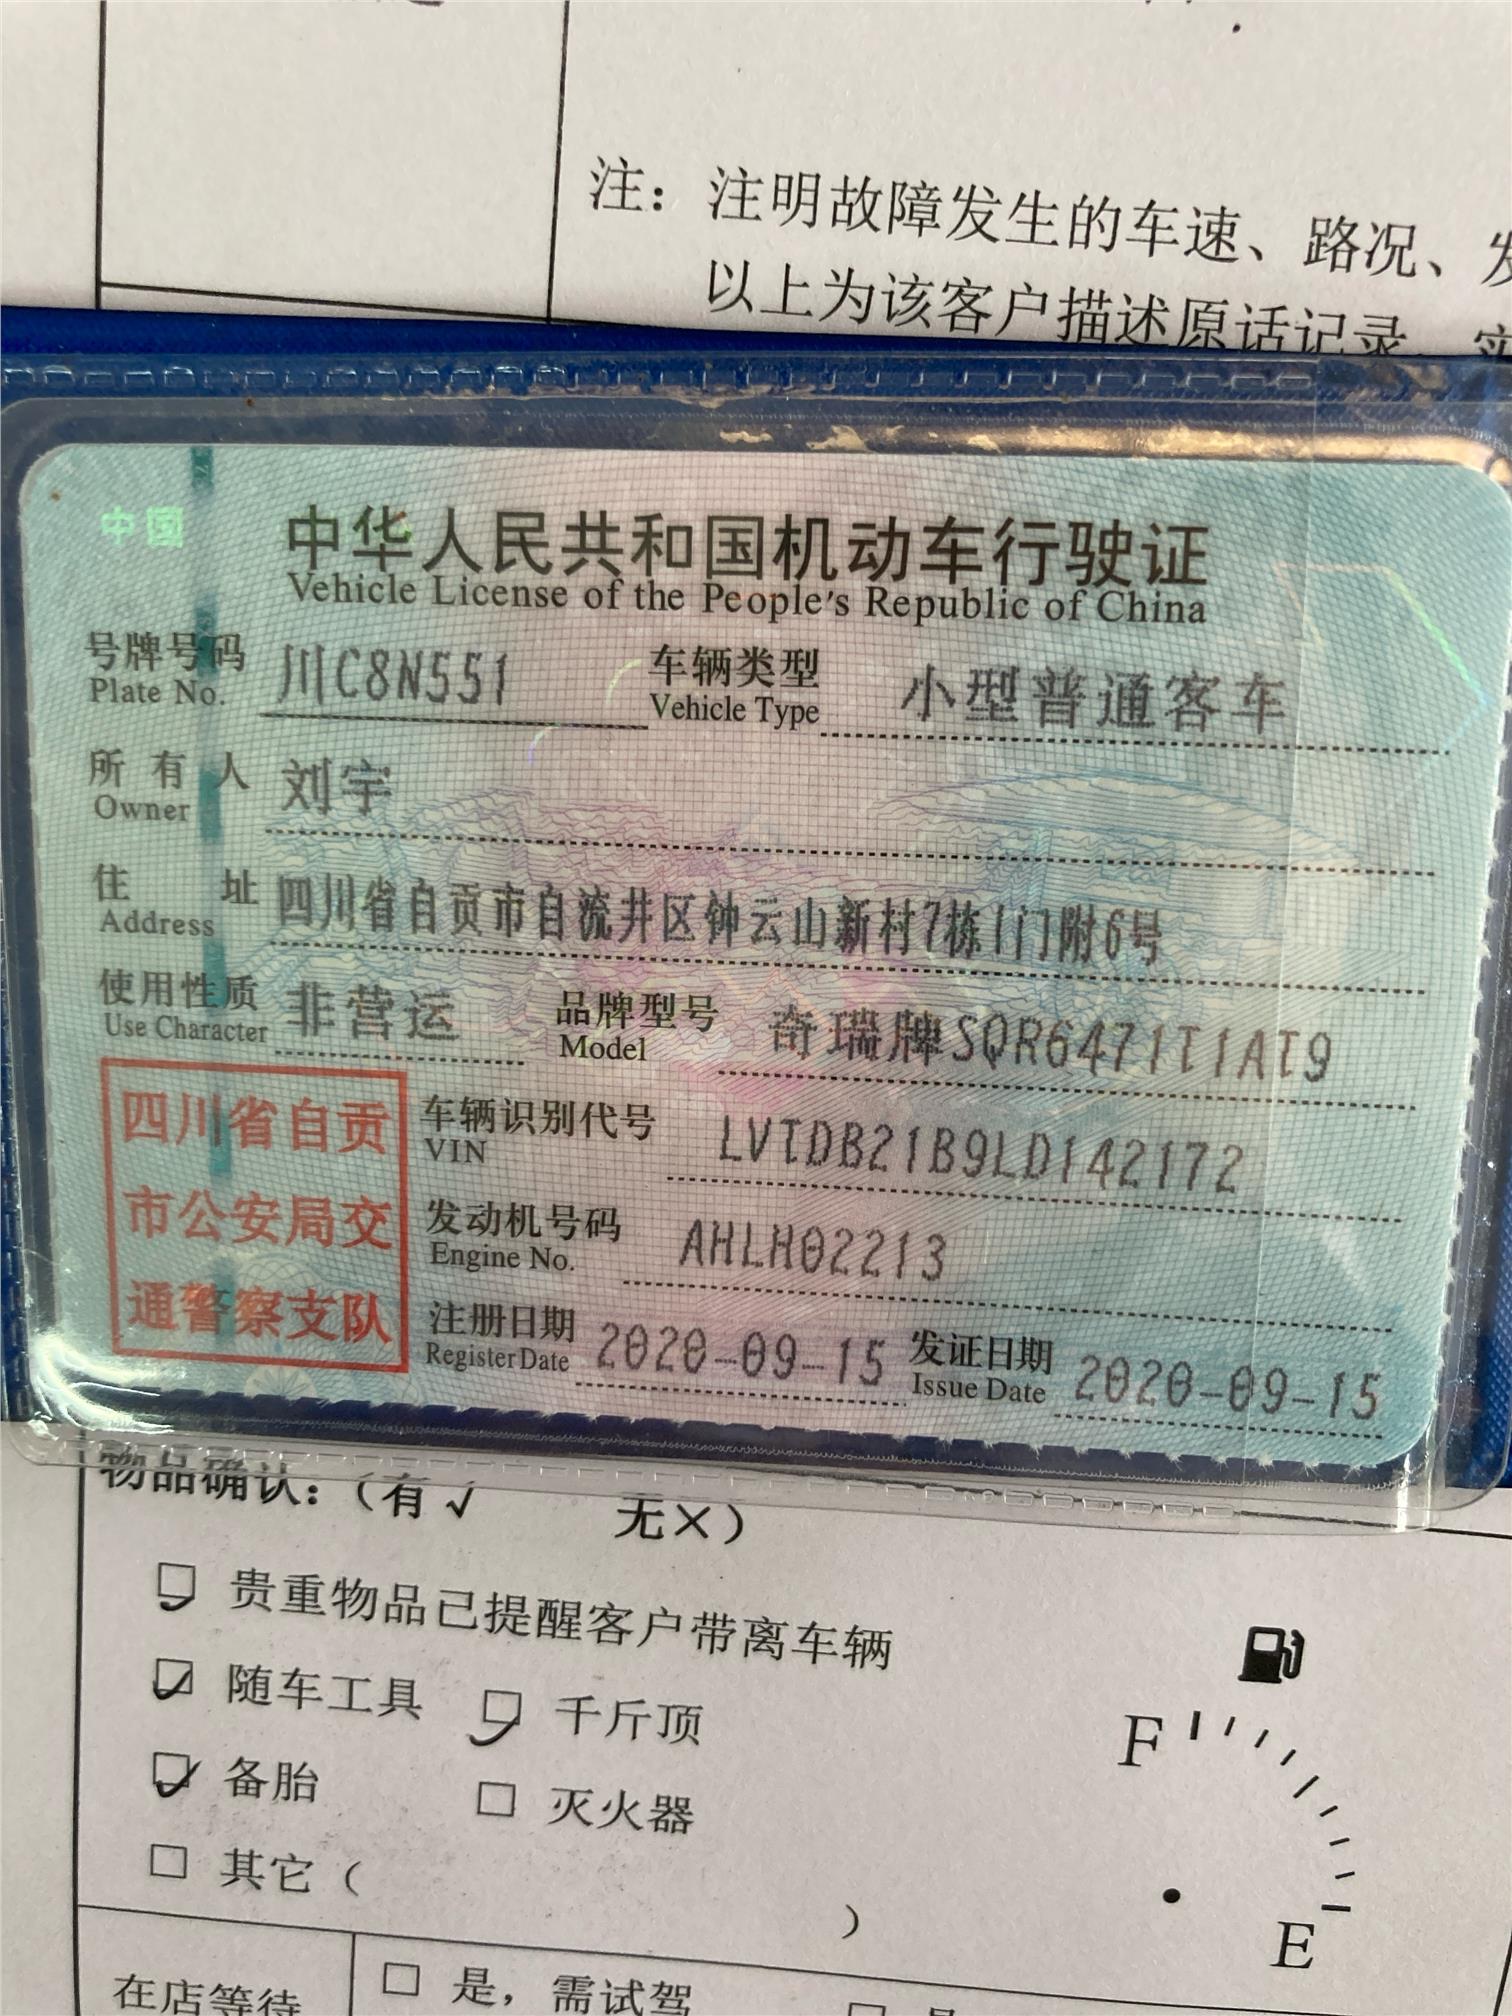 注：注明故障发生的车速、路况、发
以上为该客户描述原话记录
中国
中华人民共和国机动车行驶证
Vehicle License of the People's Republic of China
号牌号码 川C8N551 车辆类型 小型普通客车
Plate No. Vehicle Type
所有人 刘宇
Owner
住址 四川省自贡市自流井区钟云山新村7栋1门附6号
Address
使用性质 非营运 品牌型号 奇瑞牌SQR6471T1AT9
Use Character Model
四川省自贡
市公安局交
通警察支队
车辆识别代号 LVTDB21B9LD142172
VIN
发动机号码 AHLH02213
Engine No.
注册日期 2020-09-15 发证日期 2020-09-15
Register Date Issue Date
物品确认：（有√ 无×）
贵重物品已提醒客户带离车辆
随车工具 千斤顶
备胎 灭火器
其它（ ）
F
E
在店等待 是，需试驾